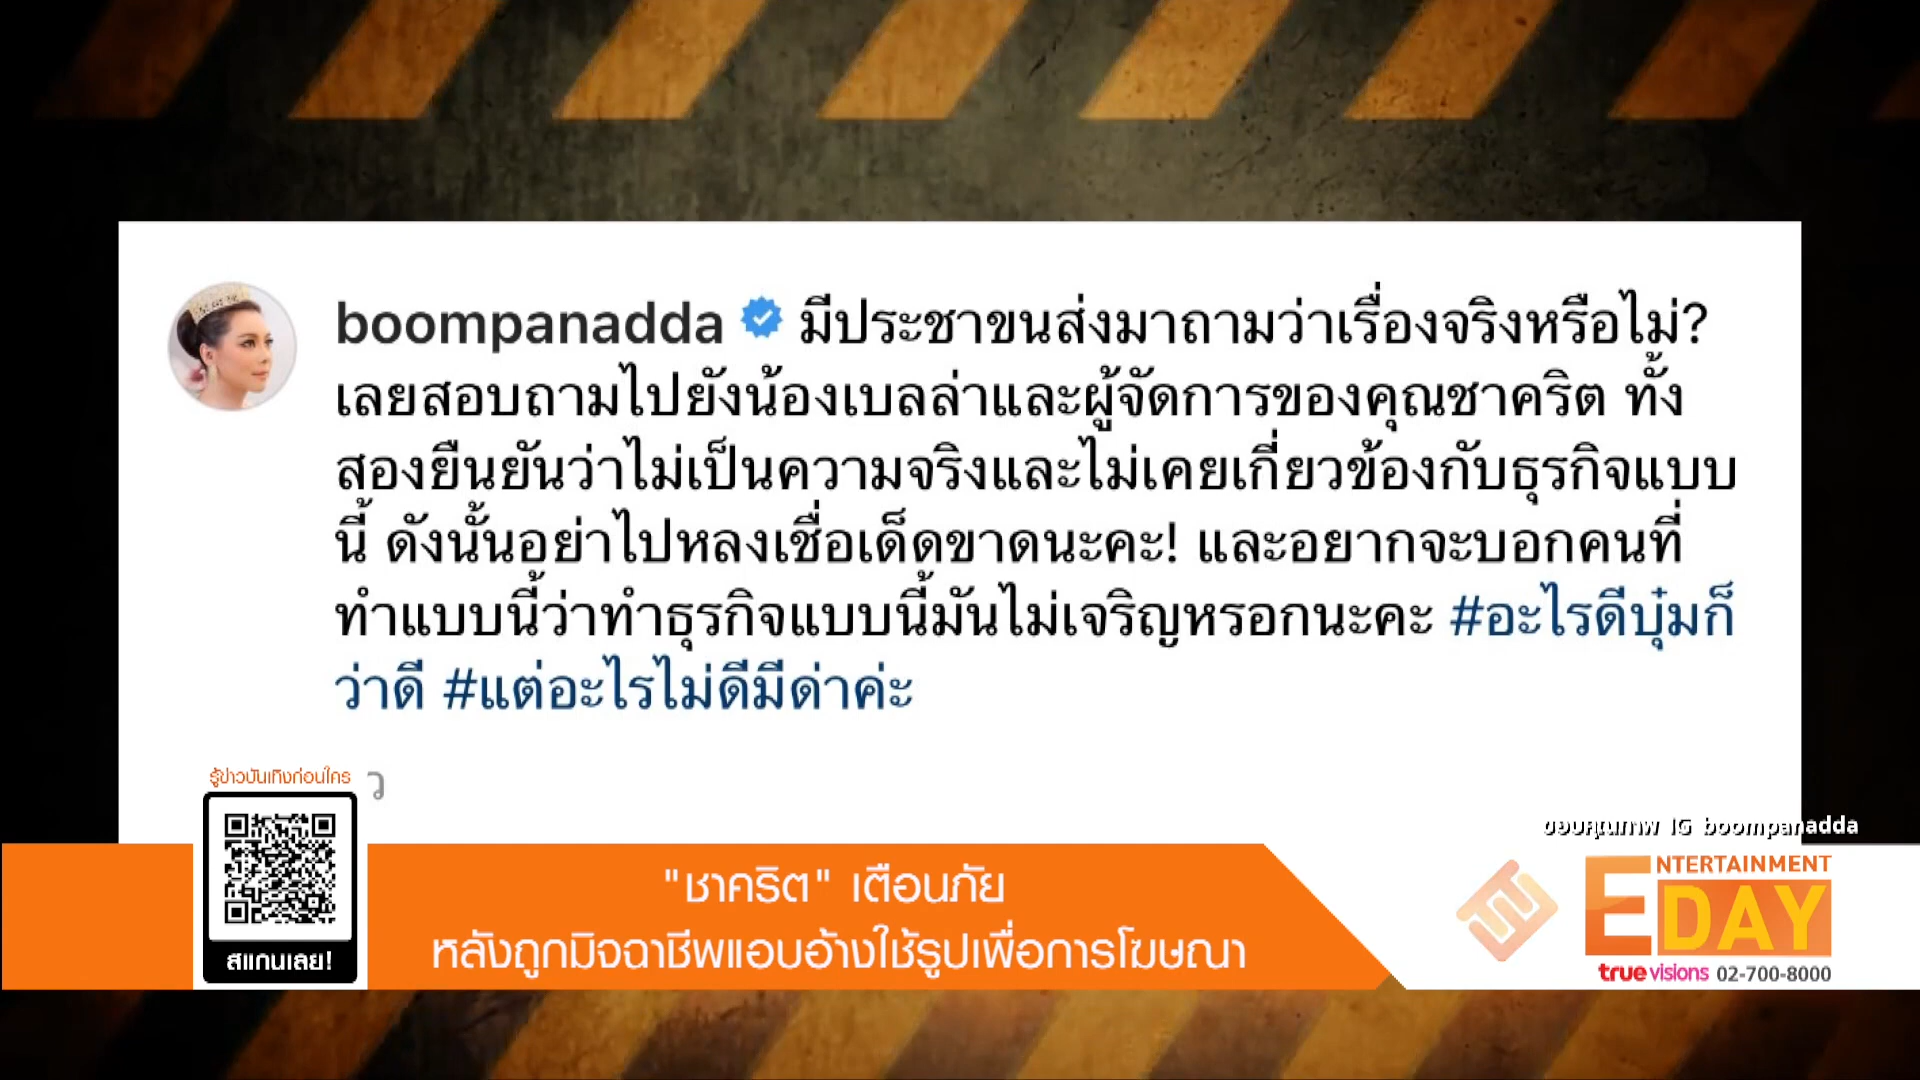 boompanadda มีประชาขนส่งมาถามว่าเรื่องจริงหรือไม่?
เลยสอบถามไปยังน้องเบลล่าและผู้จัดการของคุณชาคริต ทั้ง
สองยืนยันว่าไม่เป็นความจริงและไม่เคยเกี่ยวข้องกับธุรกิจแบบ
นี้ ดังนั้นอย่าไปหลงเชื่อเด็ดขาดนะคะ! และอยากจะบอกคนที่
ทำแบบนี้ว่าทำธุรกิจแบบนี้มันไม่เจริญหรอกนะคะ #อะไรดีบุ๋มก็
ว่าดี #แต่อะไรไม่ดีมีด่าค่ะ
รู้ข่าวบันเทิงก่อนใคร
สแกนเลย!
ขอบคุณภาพ IG boompanadda
"ชาคริต" เตือนภัย
หลังถูกมิจฉาชีพแอบอ้างใช้รูปเพื่อการโฆษณา
ENTERTAINMENT
DAY
truevisions 02-700-8000